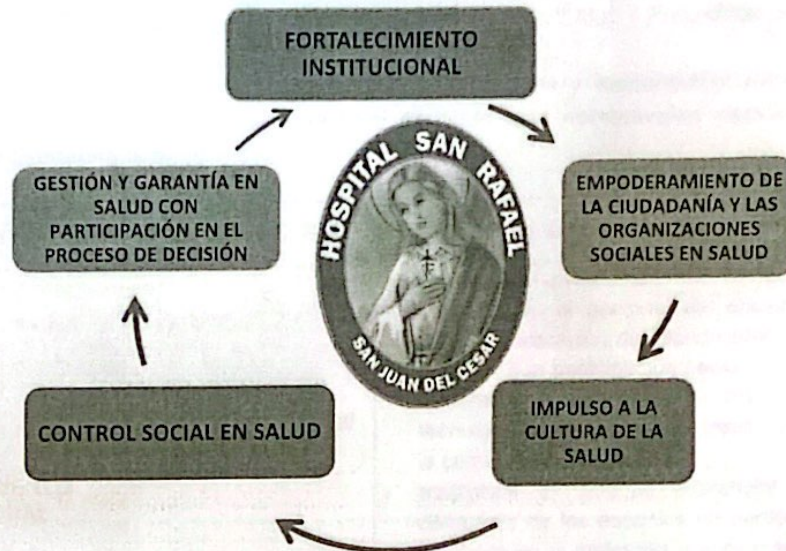 FORTALECIMIENTO
INSTITUCIONAL
HOSPITAL SAN RAFAEL
SAN JUAN DEL CESAR
GESTIÓN Y GARANTÍA EN
SALUD CON
PARTICIPACIÓN EN EL
PROCESO DE DECISIÓN
EMPODERAMIENTO DE
LA CIUDADANÍA Y LAS
ORGANIZACIONES
SOCIALES EN SALUD
CONTROL SOCIAL EN SALUD
IMPULSO A LA
CULTURA DE LA
SALUD